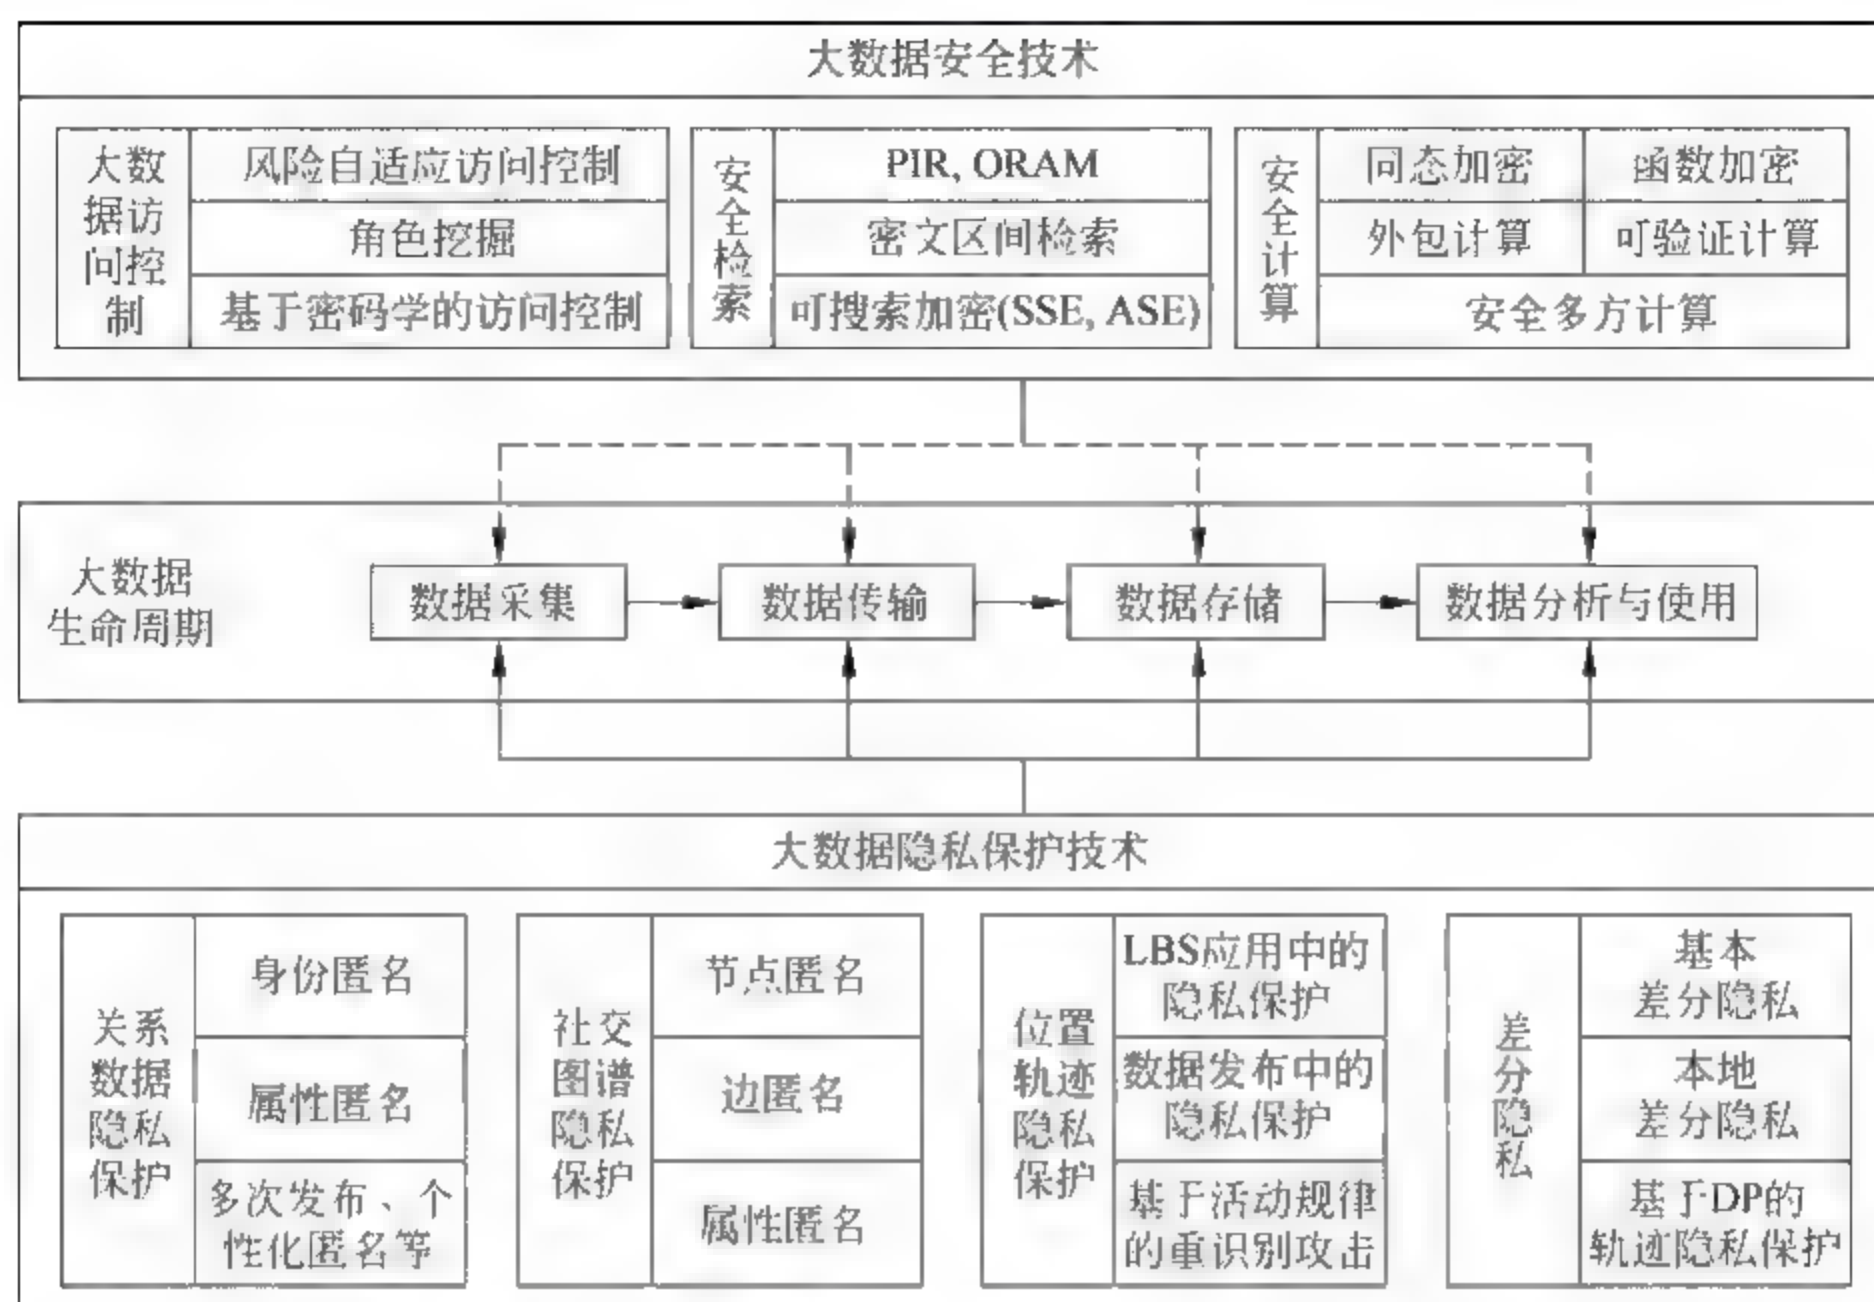 大数据安全技术
大数
据访
问控
制
风险自适应访问控制
角色挖掘
基于密码学的访问控制
安
全
检
索
PIR, ORAM
密文区间检索
可搜索加密(SSE, ASE)
安
全
计
算
同态加密
函数加密
外包计算
可验证计算
安全多方计算
大数据
生命周期
数据采集
数据传输
数据存储
数据分析与使用
大数据隐私保护技术
关系
数据
隐私
保护
身份匿名
属性匿名
多次发布、个
性化匿名等
社交
图谱
隐私
保护
节点匿名
边匿名
属性匿名
位置
轨迹
隐私
保护
LBS应用中的
隐私保护
数据发布中的
隐私保护
基于活动规律
的重识别攻击
差
分
隐
私
基本
差分隐私
本地
差分隐私
基于DP的
轨迹隐私保护